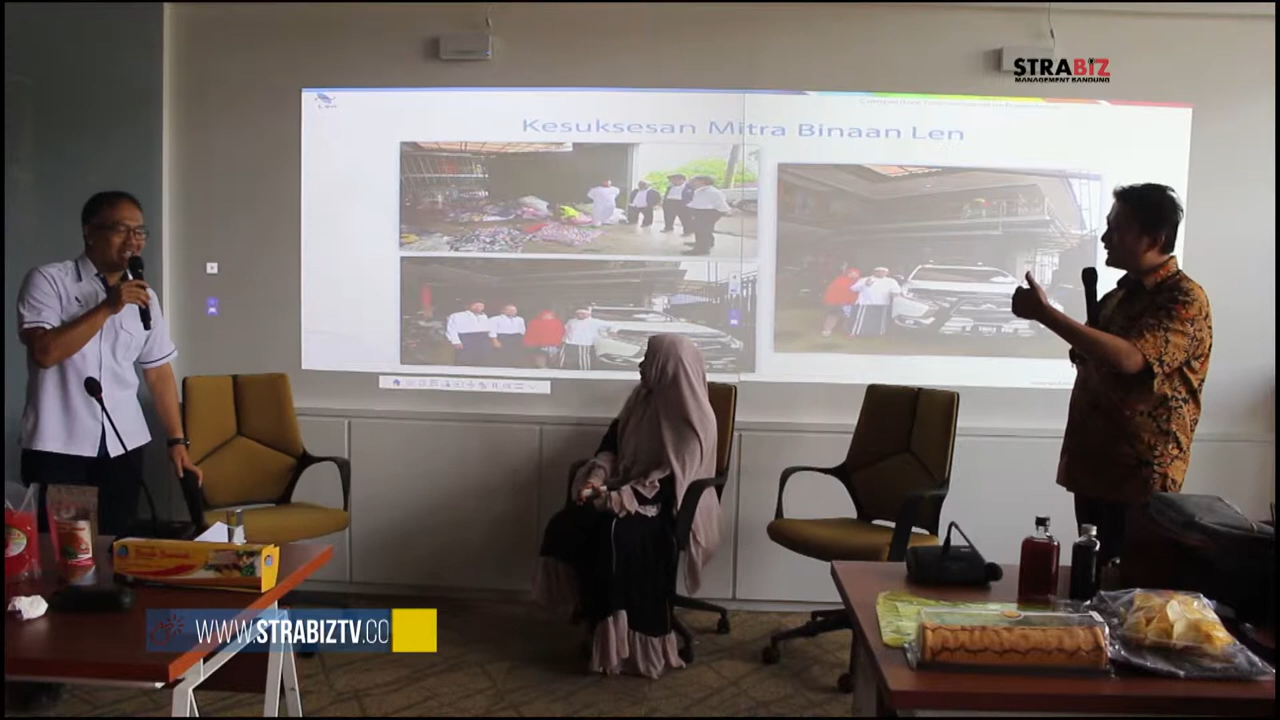 STRABIZ
MANAGEMENT BANDUNG
Kesuksesan Mitra Binaan Len
WWW.STRABIZTV.CO